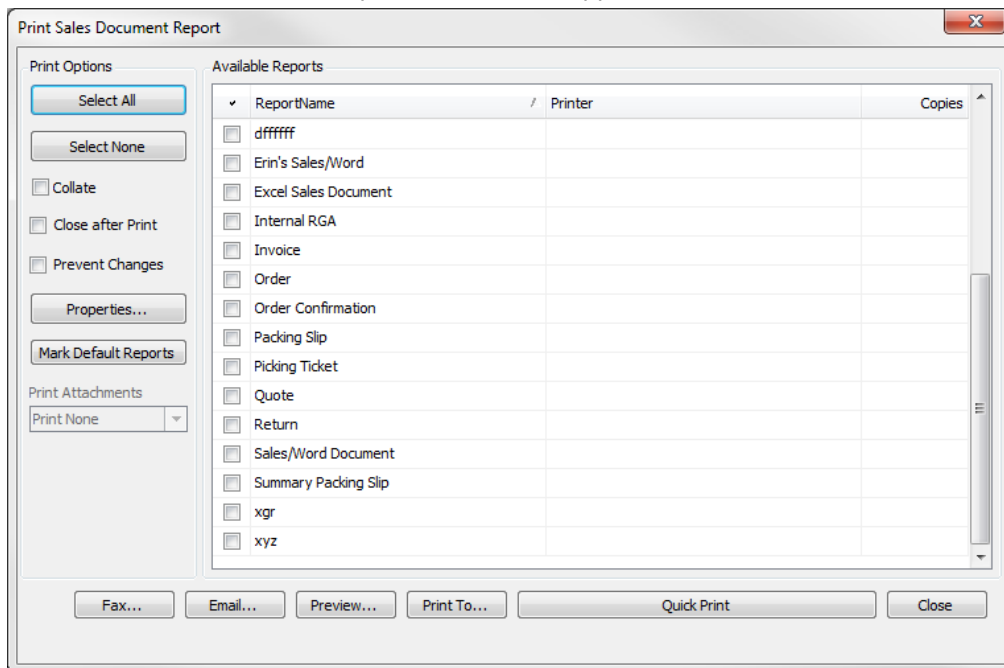 Print Sales Document Report
Print Options
Select All
Select None
Collate
Close after Print
Prevent Changes
Properties...
Mark Default Reports
Print Attachments
Print None
Available Reports
ReportName / Printer Copies
dffffff
Erin's Sales/Word
Excel Sales Document
Internal RGA
Invoice
Order
Order Confirmation
Packing Slip
Picking Ticket
Quote
Return
Sales/Word Document
Summary Packing Slip
xgr
xyz
Fax... Email... Preview... Print To... Quick Print Close